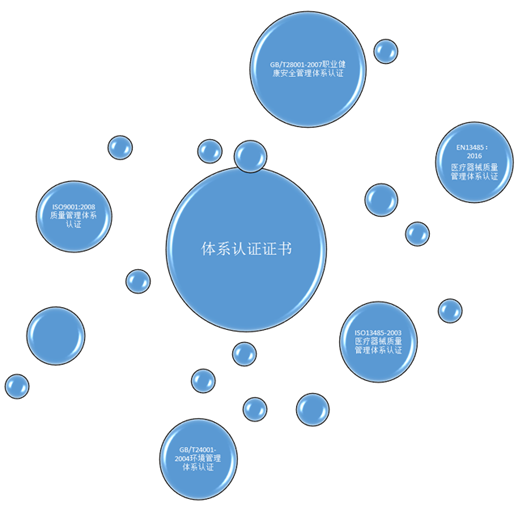 GB/T28001-2007职业健
康安全管理体系认证
EN13485：
2016
医疗器械质量
管理体系认证
ISO9001:2008
质量管理体系
认证
体系认证证书
ISO13485-2003
医疗器械质量
管理体系认证
GB/T24001-
2004环境管理
体系认证